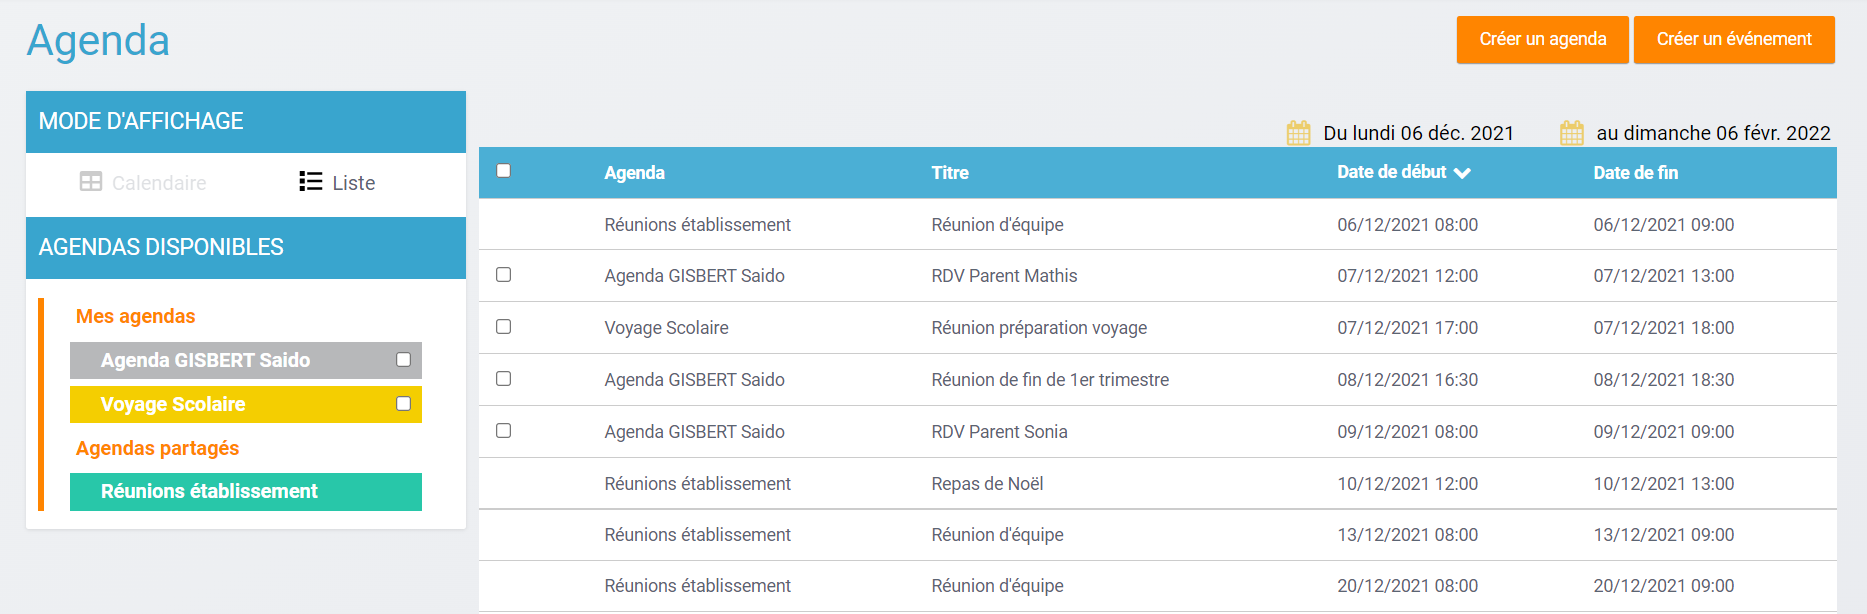 Agenda
Créer un agenda
Créer un événement
MODE D'AFFICHAGE
Calendaire
Liste
AGENDAS DISPONIBLES
Mes agendas
Agenda GISBERT Saido
Voyage Scolaire
Agendas partagés
Réunions établissement
Du lundi 06 déc. 2021
au dimanche 06 févr. 2022
Agenda Titre Date de début Date de fin
Réunions établissement Réunion d'équipe 06/12/2021 08:00 06/12/2021 09:00
Agenda GISBERT Saido RDV Parent Mathis 07/12/2021 12:00 07/12/2021 13:00
Voyage Scolaire Réunion préparation voyage 07/12/2021 17:00 07/12/2021 18:00
Agenda GISBERT Saido Réunion de fin de 1er trimestre 08/12/2021 16:30 08/12/2021 18:30
Agenda GISBERT Saido RDV Parent Sonia 09/12/2021 08:00 09/12/2021 09:00
Réunions établissement Repas de Noël 10/12/2021 12:00 10/12/2021 13:00
Réunions établissement Réunion d'équipe 13/12/2021 08:00 13/12/2021 09:00
Réunions établissement Réunion d'équipe 20/12/2021 08:00 20/12/2021 09:00